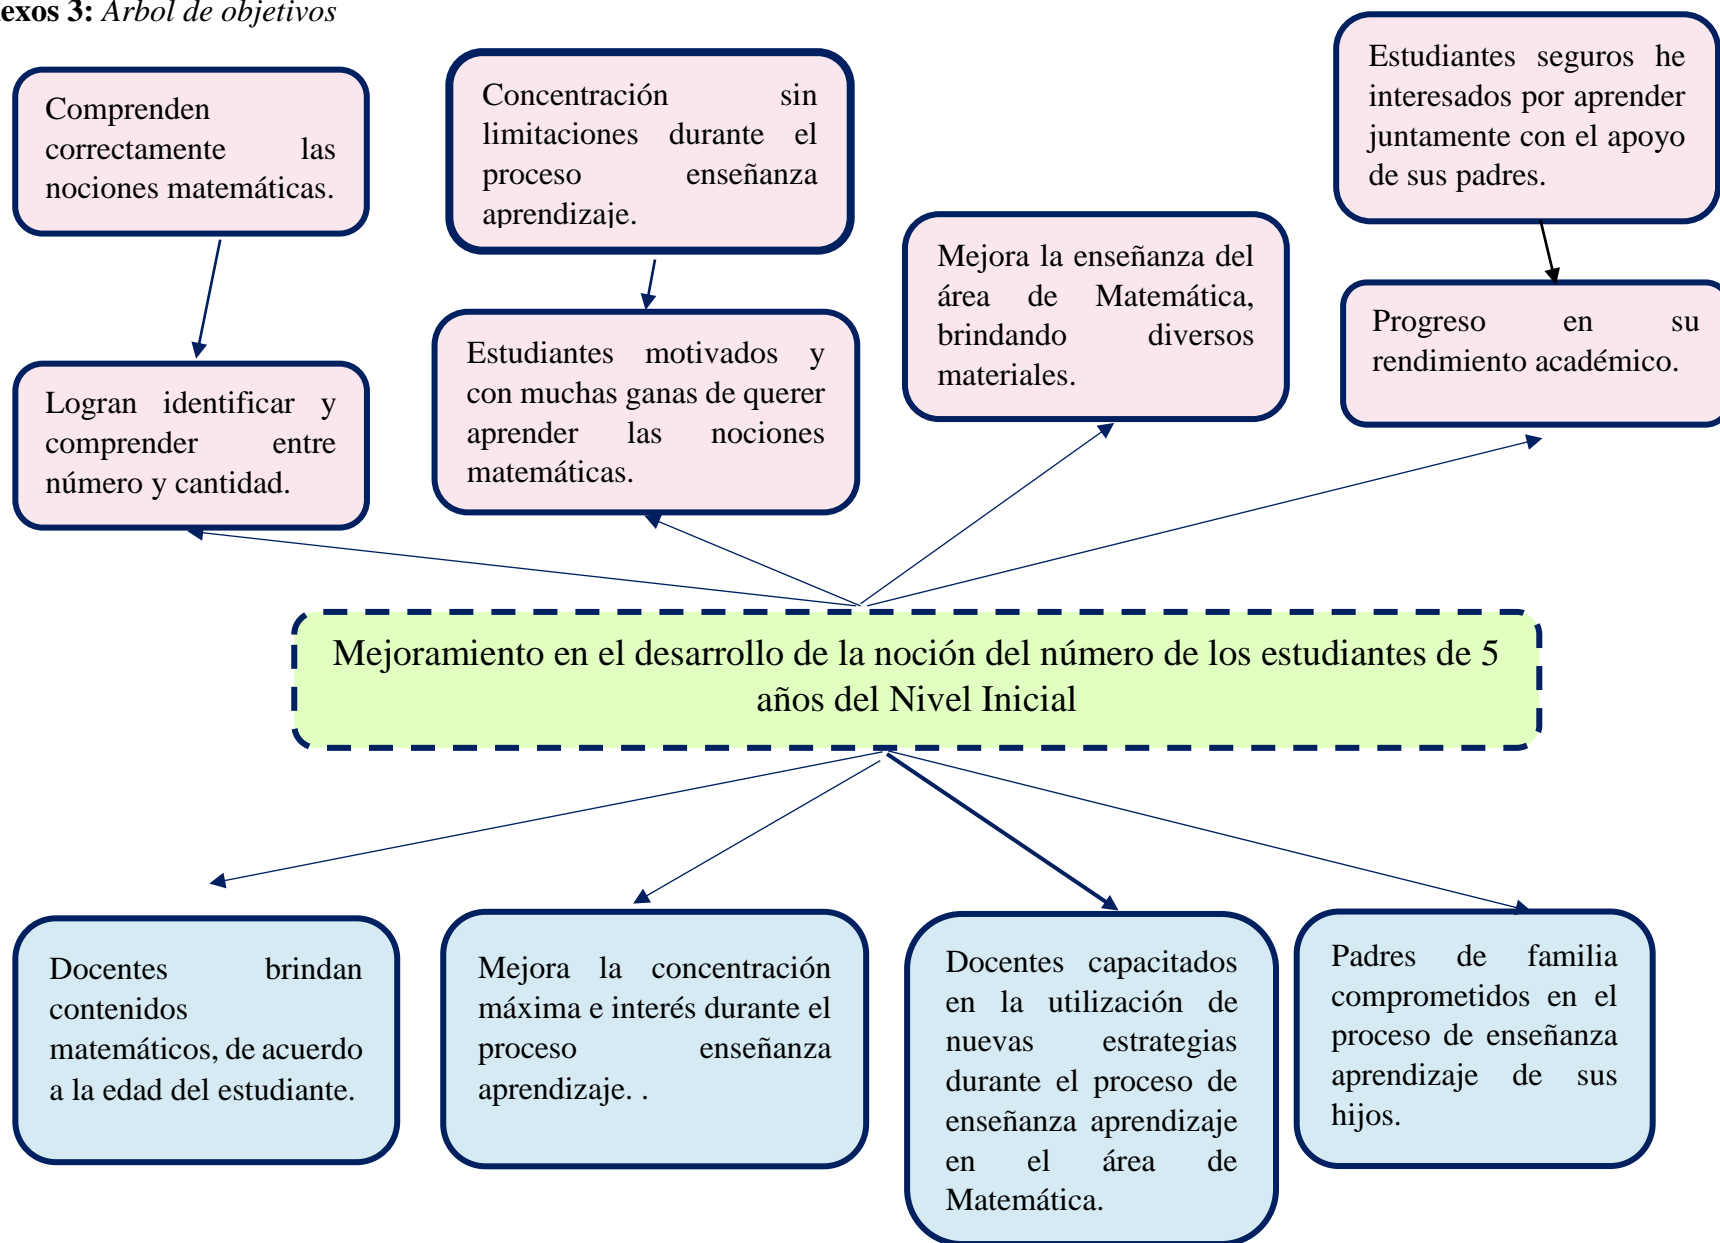 exos 3: Árbol de objetivos
Comprenden
correctamente las
nociones matemáticas.
Concentración sin
limitaciones durante el
proceso enseñanza
aprendizaje.
Estudiantes seguros he
interesados por aprender
juntamente con el apoyo
de sus padres.
Mejora la enseñanza del
área de Matemática,
brindando diversos
materiales.
Progreso en su
rendimiento académico.
Logran identificar y
comprender entre
número y cantidad.
Estudiantes motivados y
con muchas ganas de querer
aprender las nociones
matemáticas.
Mejoramiento en el desarrollo de la noción del número de los estudiantes de 5
años del Nivel Inicial
Docentes brindan
contenidos
matemáticos, de acuerdo
a la edad del estudiante.
Mejora la concentración
máxima e interés durante el
proceso enseñanza
aprendizaje. .
Docentes capacitados
en la utilización de
nuevas estrategias
durante el proceso de
enseñanza aprendizaje
en el área de
Matemática.
Padres de familia
comprometidos en el
proceso de enseñanza
aprendizaje de sus
hijos.